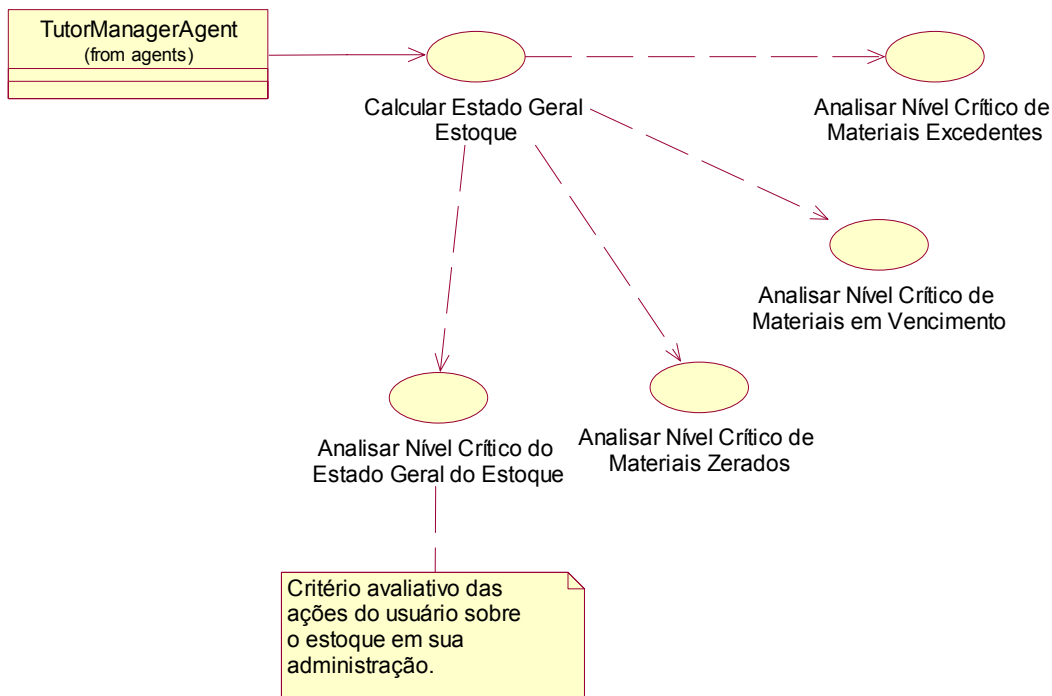 TutorManagerAgent
(from agents)
Calcular Estado Geral
Estoque
Analisar Nível Crítico de
Materiais Excedentes
Analisar Nível Crítico de
Materiais em Vencimento
Analisar Nível Crítico do
Estado Geral do Estoque
Analisar Nível Crítico de
Materiais Zerados
Critério avaliativo das
ações do usuário sobre
o estoque em sua
administração.